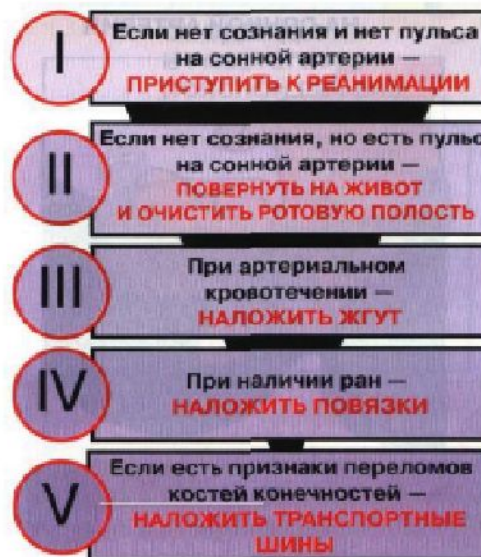 I
Если нет сознания и нет пульса
на сонной артерии —
ПРИСТУПИТЬ К РЕАНИМАЦИИ
II
Если нет сознания, но есть пульс
на сонной артерии —
ПОВЕРНУТЬ НА ЖИВОТ
И ОЧИСТИТЬ РОТОВУЮ ПОЛОСТЬ
III
При артериальном
кровотечении —
НАЛОЖИТЬ ЖГУТ
IV
При наличии ран —
НАЛОЖИТЬ ПОВЯЗКИ
V
Если есть признаки переломов
костей конечностей —
НАЛОЖИТЬ ТРАНСПОРТНЫЕ
ШИНЫ